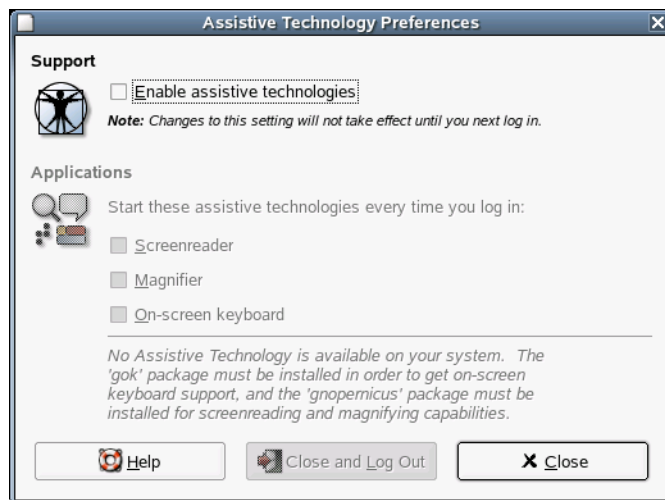 Assistive Technology Preferences
Support
Enable assistive technologies
Note: Changes to this setting will not take effect until you next log in.
Applications
Start these assistive technologies every time you log in:
Screenreader
Magnifier
On-screen keyboard
No Assistive Technology is available on your system. The
'gok' package must be installed in order to get on-screen
keyboard support, and the 'gnopernicus' package must be
installed for screenreading and magnifying capabilities.
Help
Close and Log Out
Close